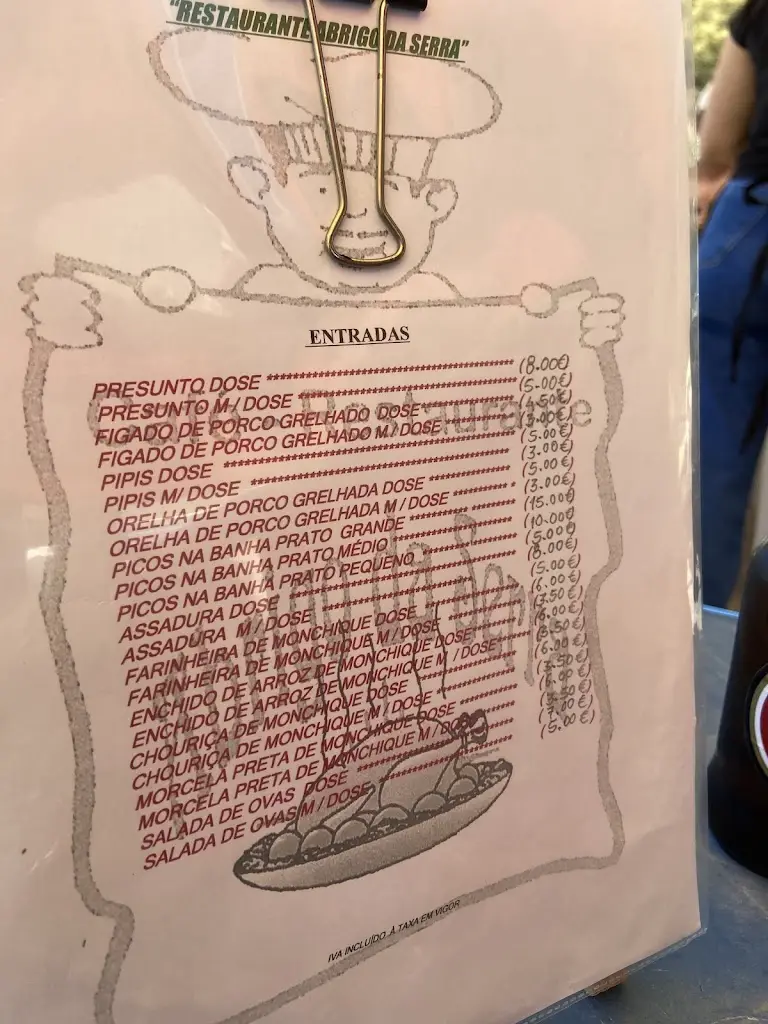 "RESTAURANTE ABRIGO DA SERRA"
ENTRADAS
PRESUNTO DOSE ******************************** (8.00€)
PRESUNTO M / DOSE ************************* (5.00€)
FIGADO DE PORCO GRELHADO DOSE ************* (4.50€)
FIGADO DE PORCO GRELHADO M / DOSE ********* (3.00€)
PIPIS DOSE ************************************ (5.00€)
PIPIS M/ DOSE ******************************** (3.00€)
ORELHA DE PORCO GRELHADA DOSE ************ (5.00€)
ORELHA DE PORCO GRELHADA M / DOSE ******** (3.00€)
PICOS NA BANHA PRATO GRANDE ************** (15.00€)
PICOS NA BANHA PRATO MÉDIO *************** (10.00€)
PICOS NA BANHA PRATO PEQUENO ************ (5.00€)
ASSADURA DOSE ***************************** (8.00€)
ASSADURA M / DOSE ************************* (5.00€)
FARINHEIRA DE MONCHIQUE DOSE ************ (6.00€)
FARINHEIRA DE MONCHIQUE M / DOSE ******** (3.50€)
ENCHIDO DE ARROZ DE MONCHIQUE DOSE ****** (6.00€)
ENCHIDO DE ARROZ DE MONCHIQUE M / DOSE *** (3.50€)
CHOURIÇA DE MONCHIQUE DOSE ************** (6.00€)
CHOURIÇA DE MONCHIQUE M / DOSE ********** (3.50€)
MORCELA PRETA DE MONCHIQUE DOSE
MORCELA PRETA DE MONCHIQUE M / DOSE
SALADA DE OVAS DOSE *********************** (7.00€)
SALADA DE OVAS M / DOSE ******************* (5.00€)
IVA INCLUÍDO Á TAXA EM VIGOR
Café - Restaurante
Abrigo da Serra